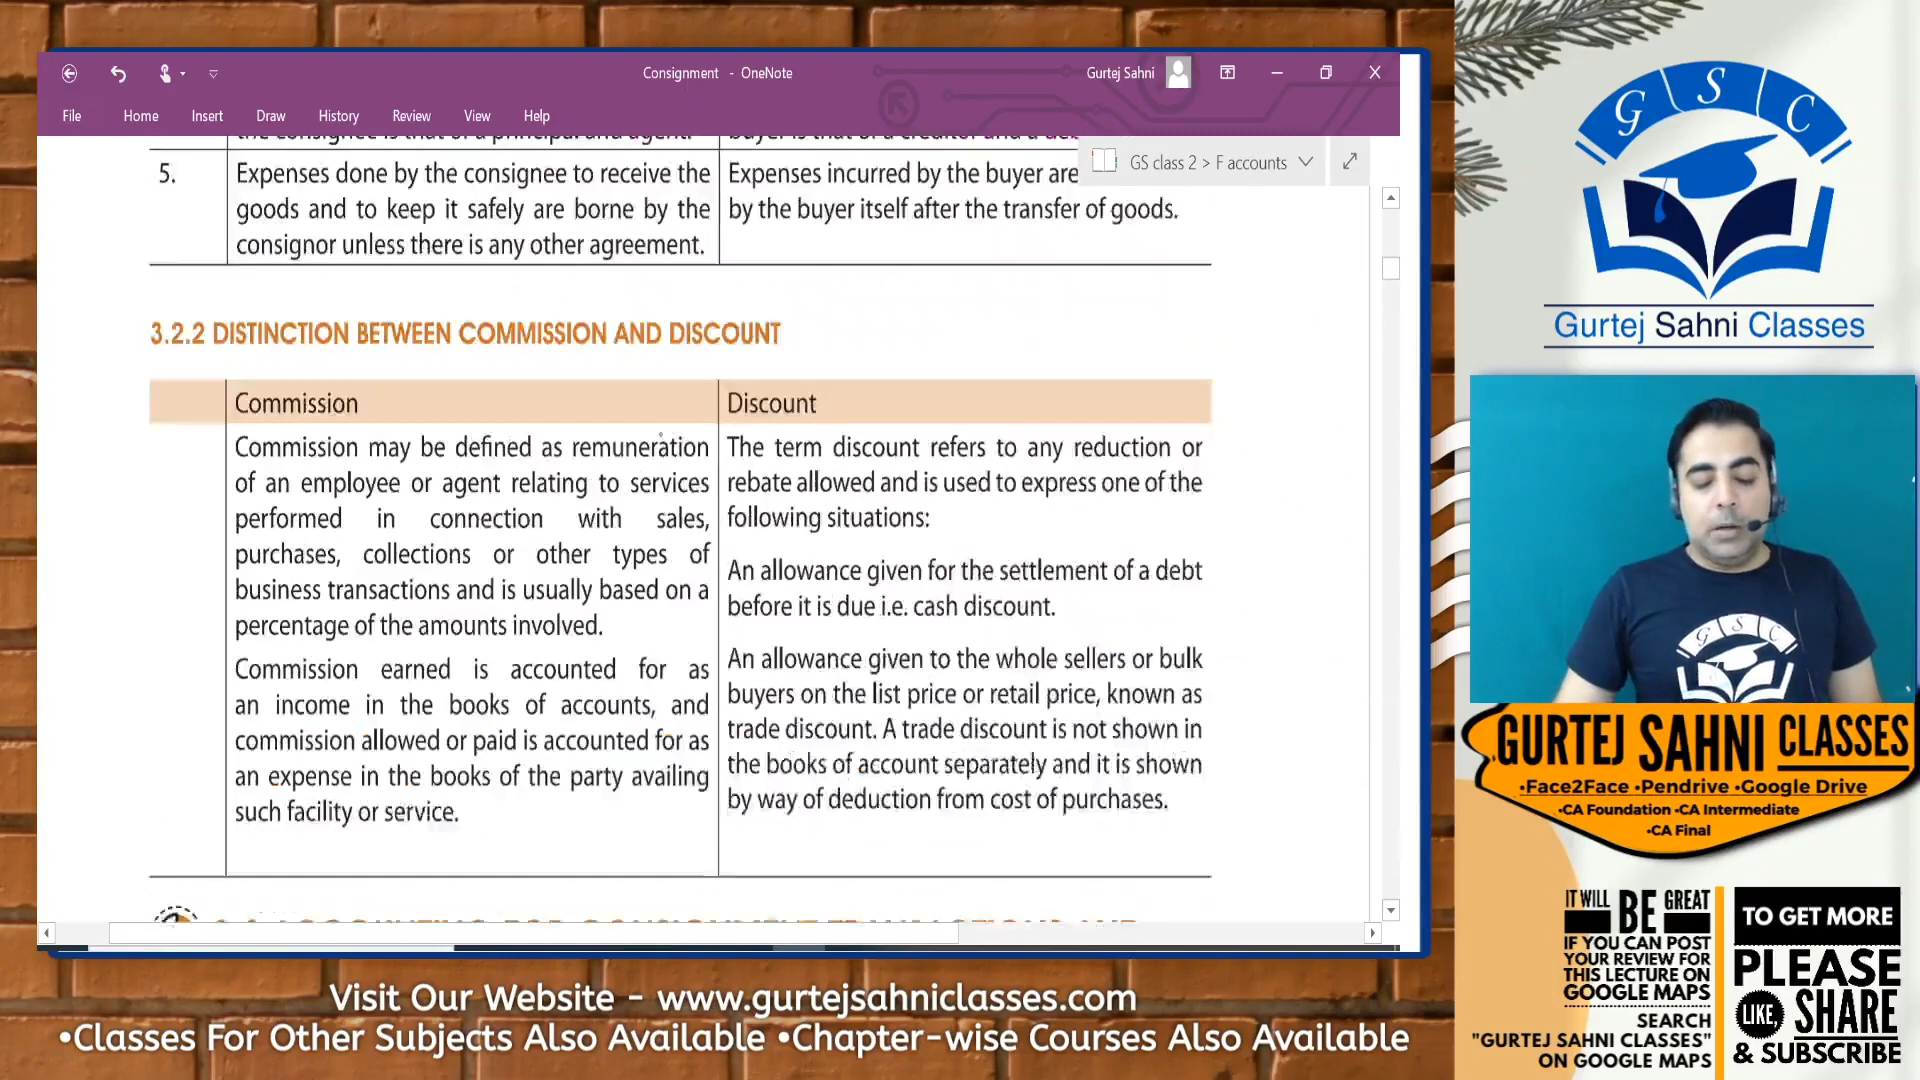 Consignment - OneNote
Gurtej Sahni
File Home Insert Draw History Review View Help
GS class 2 > F accounts
the consignee is that of a principal and agent.
buyer is that of a creditor and a
5.
Expenses done by the consignee to receive the
goods and to keep it safely are borne by the
consignor unless there is any other agreement.
Expenses incurred by the buyer are
by the buyer itself after the transfer of goods.
3.2.2 DISTINCTION BETWEEN COMMISSION AND DISCOUNT
Commission
Discount
Commission may be defined as remuneration
of an employee or agent relating to services
performed in connection with sales,
purchases, collections or other types of
business transactions and is usually based on a
percentage of the amounts involved.
Commission earned is accounted for as
an income in the books of accounts, and
commission allowed or paid is accounted for as
an expense in the books of the party availing
such facility or service.
The term discount refers to any reduction or
rebate allowed and is used to express one of the
following situations:
An allowance given for the settlement of a debt
before it is due i.e. cash discount.
An allowance given to the whole sellers or bulk
buyers on the list price or retail price, known as
trade discount. A trade discount is not shown in
the books of account separately and it is shown
by way of deduction from cost of purchases.
G S C
Gurtej Sahni Classes
G S C
GURTEJ SAHNI CLASSES
•Face2Face •Pendrive •Google Drive
•CA Foundation •CA Intermediate
•CA Final
IT WILL BE GREAT
IF YOU CAN POST
YOUR REVIEW FOR
THIS LECTURE ON
GOOGLE MAPS
SEARCH
"GURTEJ SAHNI CLASSES"
ON GOOGLE MAPS
TO GET MORE
PLEASE
LIKE, SHARE
& SUBSCRIBE
Visit Our Website - www.gurtejsahniclasses.com
•Classes For Other Subjects Also Available •Chapter-wise Courses Also Available